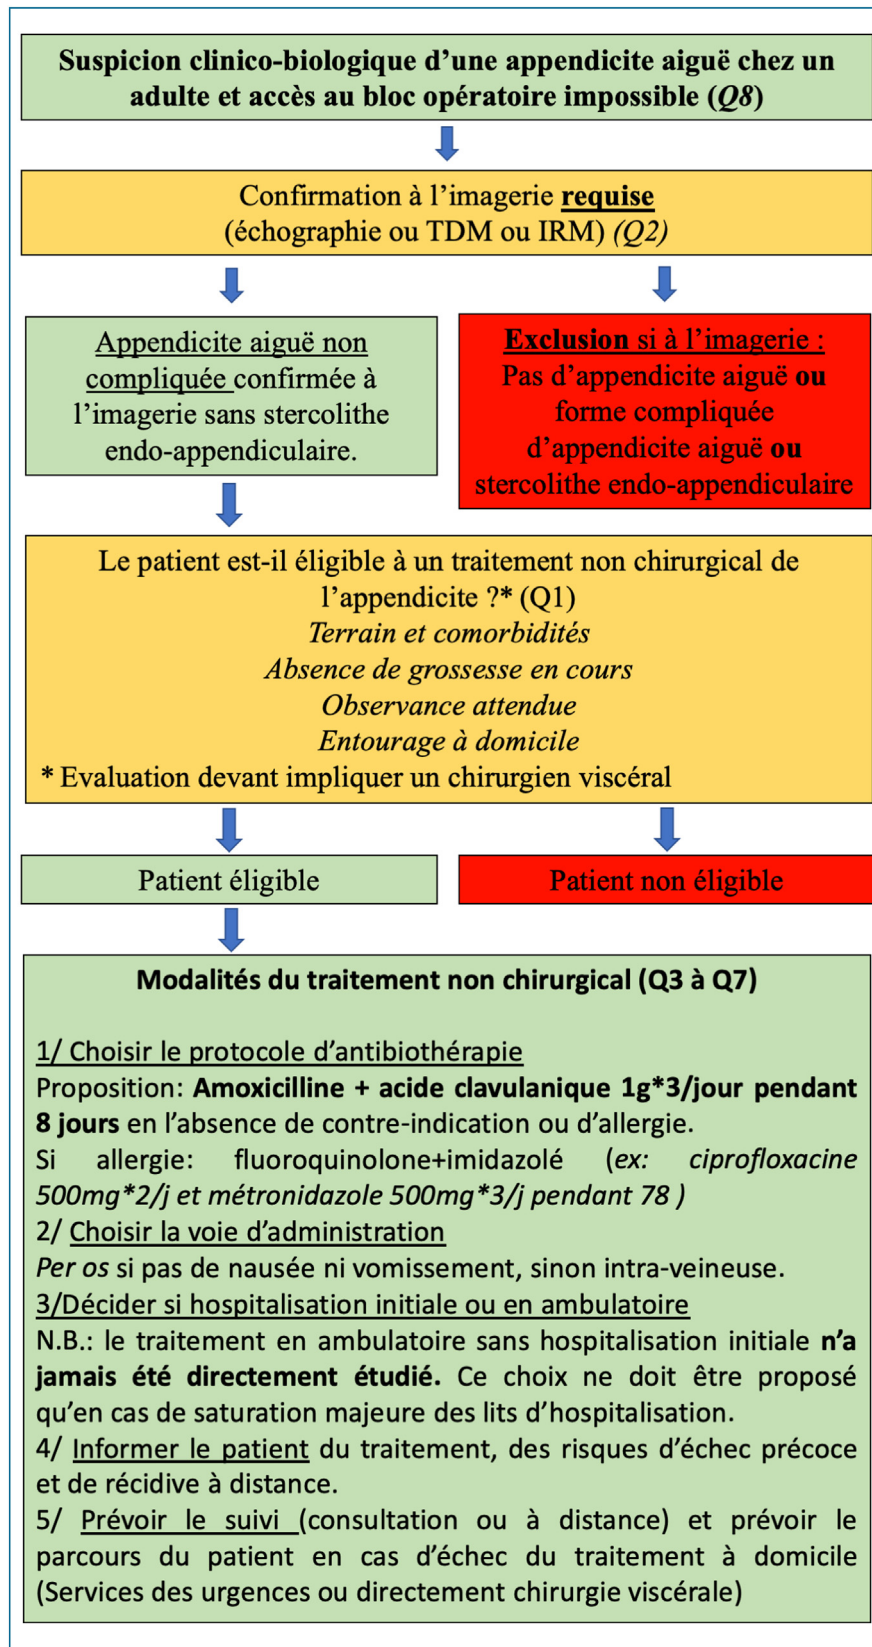 Suspicion clinico-biologique d’une appendicite aiguë chez un
adulte et accès au bloc opératoire impossible (Q8)
Confirmation à l’imagerie requise
(échographie ou TDM ou IRM) (Q2)
Appendicite aiguë non
compliquée confirmée à
l’imagerie sans stercolithe
endo-appendiculaire.
Exclusion si à l’imagerie :
Pas d’appendicite aiguë ou
forme compliquée
d’appendicite aiguë ou
stercolithe endo-appendiculaire
Le patient est-il éligible à un traitement non chirurgical de
l’appendicite ?* (Q1)
Terrain et comorbidités
Absence de grossesse en cours
Observance attendue
Entourage à domicile
* Evaluation devant impliquer un chirurgien viscéral
Patient éligible
Patient non éligible
Modalités du traitement non chirurgical (Q3 à Q7)
1/ Choisir le protocole d’antibiothérapie
Proposition: Amoxicilline + acide clavulanique 1g*3/jour pendant
8 jours en l’absence de contre-indication ou d’allergie.
Si allergie: fluoroquinolone+imidazolé (ex: ciprofloxacine
500mg*2/j et métronidazole 500mg*3/j pendant 78 )
2/ Choisir la voie d’administration
Per os si pas de nausée ni vomissement, sinon intra-veineuse.
3/Décider si hospitalisation initiale ou en ambulatoire
N.B.: le traitement en ambulatoire sans hospitalisation initiale n’a
jamais été directement étudié. Ce choix ne doit être proposé
qu’en cas de saturation majeure des lits d’hospitalisation.
4/ Informer le patient du traitement, des risques d’échec précoce
et de récidive à distance.
5/ Prévoir le suivi (consultation ou à distance) et prévoir le
parcours du patient en cas d’échec du traitement à domicile
(Services des urgences ou directement chirurgie viscérale)